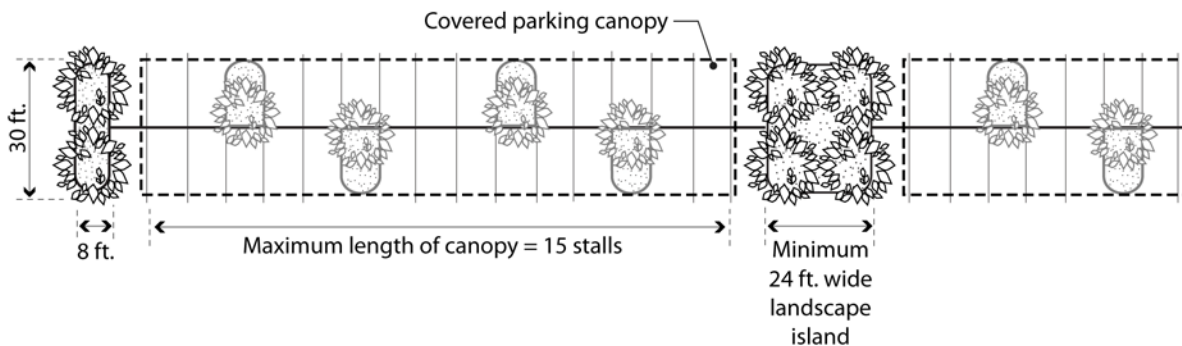 Covered parking canopy
30 ft.
8 ft.
Maximum length of canopy = 15 stalls
Minimum
24 ft. wide
landscape
island